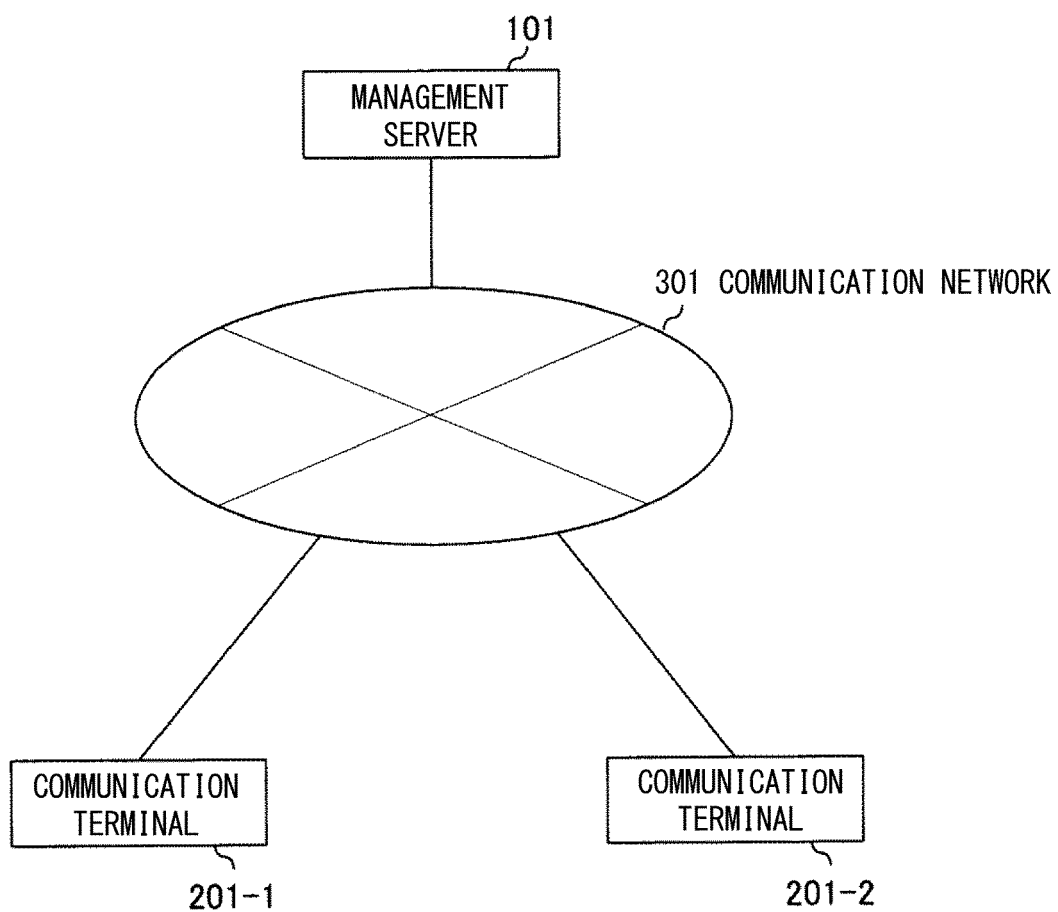 101
MANAGEMENT
SERVER
301 COMMUNICATION NETWORK
COMMUNICATION
TERMINAL
201-1
COMMUNICATION
TERMINAL
201-2